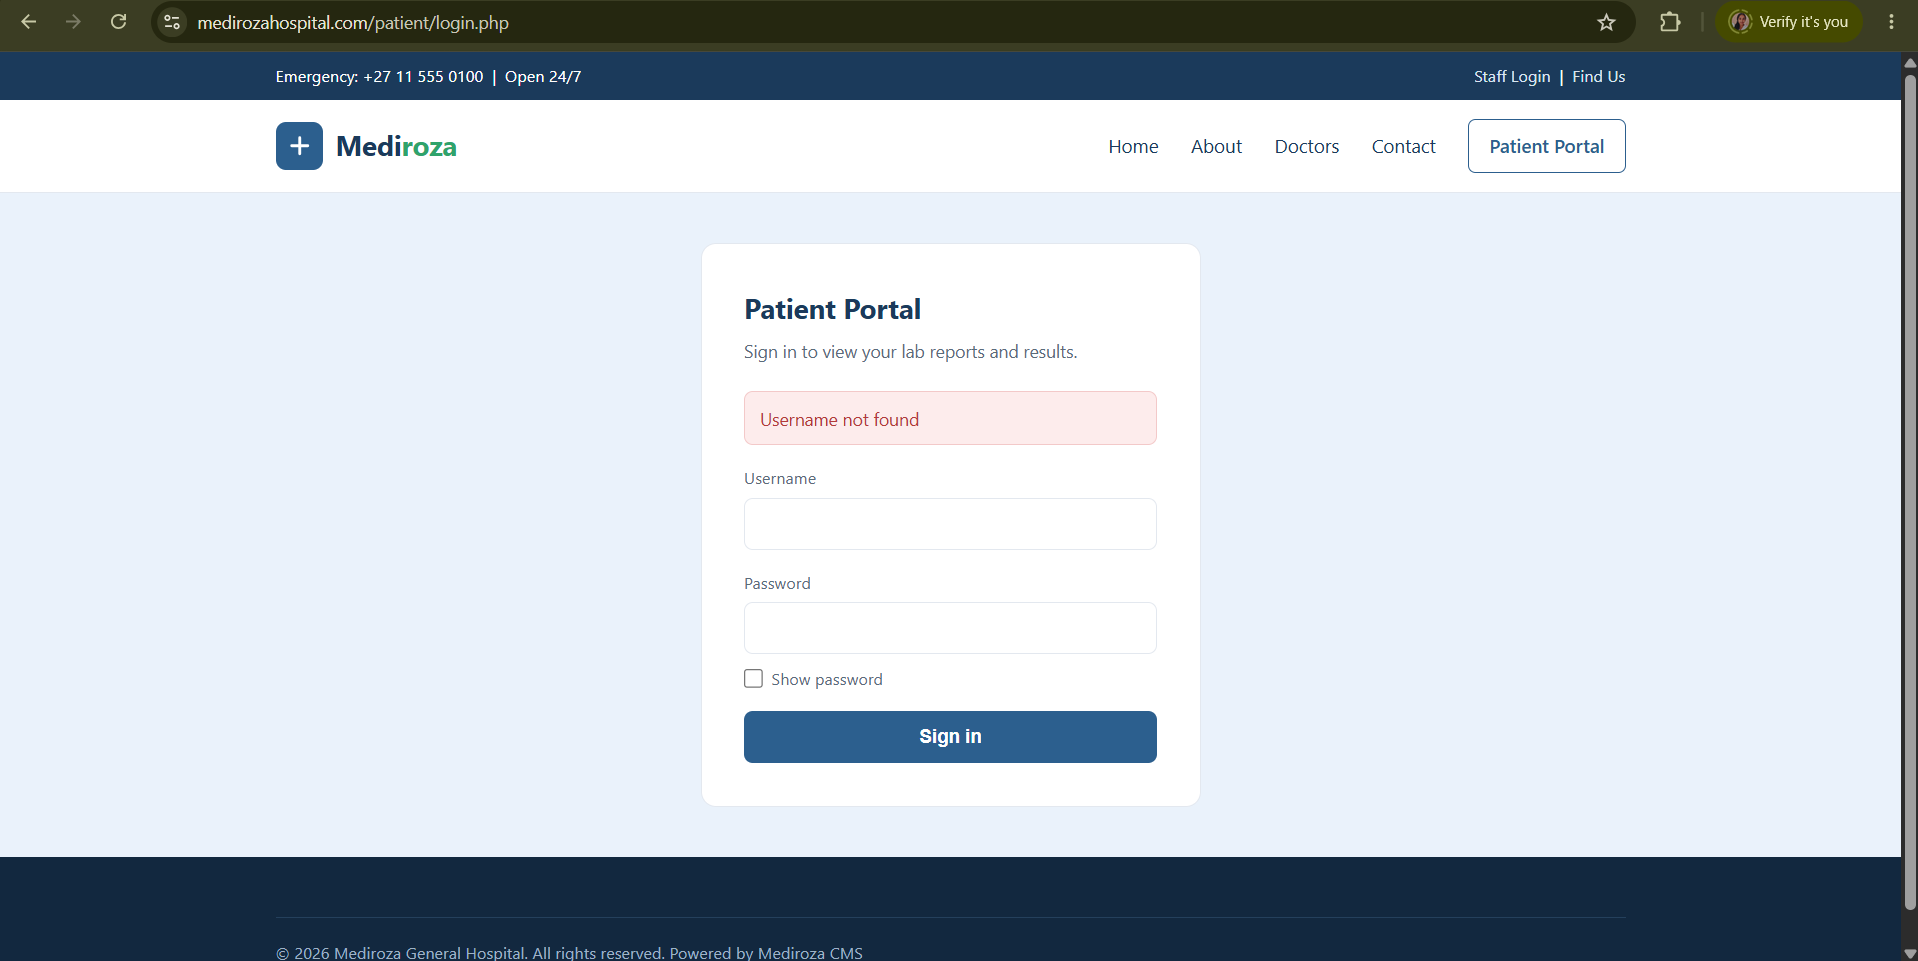 medirozahospital.com/patient/login.php
Verify it's you
Emergency: +27 11 555 0100 | Open 24/7
Staff Login | Find Us
Mediroza
Home About Doctors Contact Patient Portal
Patient Portal
Sign in to view your lab reports and results.
Username not found
Username
Password
Show password
Sign in
© 2026 Mediroza General Hospital. All rights reserved. Powered by Mediroza CMS